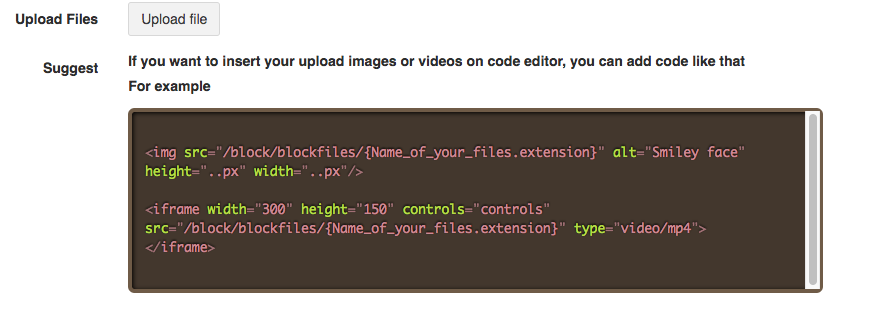 Upload Files
Upload file
Suggest
If you want to insert your upload images or videos on code editor, you can add code like that
For example
<img src="/block/blockfiles/{Name_of_your_files.extension}" alt="Smiley face"
height="..px" width="..px"/>
<iframe width="300" height="150" controls="controls"
src="/block/blockfiles/{Name_of_your_files.extension}" type="video/mp4">
</iframe>